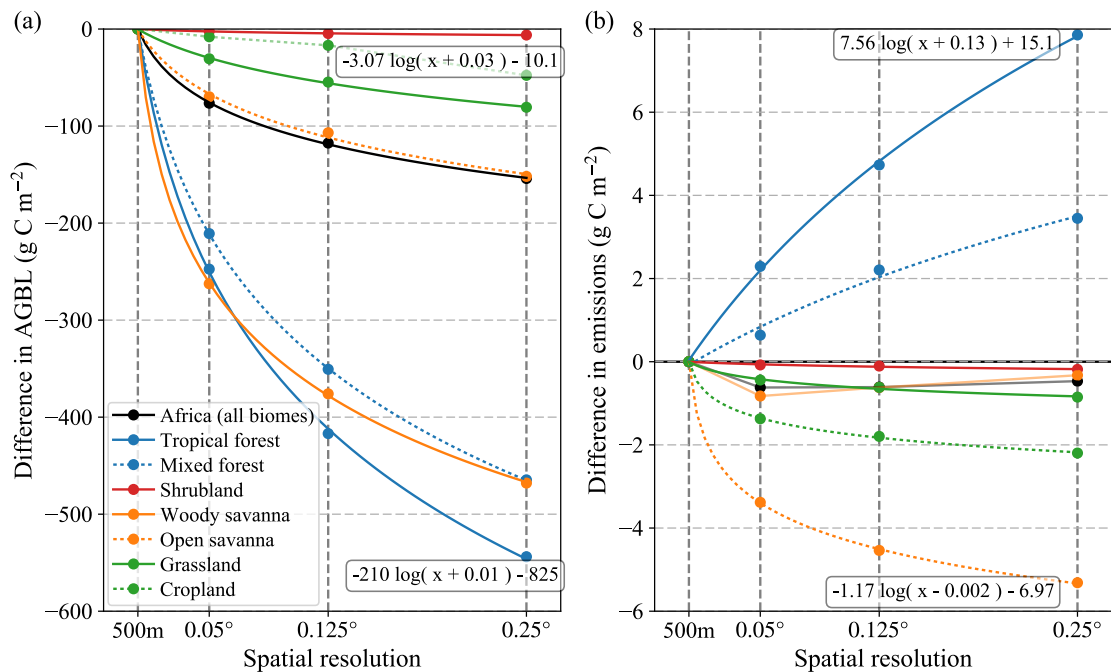 (a)
0
−100
−200
−300
−400
−500
−600
Difference in AGBL (g C m−2)
-3.07 log( x + 0.03 ) - 10.1
Africa (all biomes)
Tropical forest
Mixed forest
Shrubland
Woody savanna
Open savanna
Grassland
Cropland
-210 log( x + 0.01 ) - 825
500m 0.05° 0.125° 0.25°
Spatial resolution
(b)
8
6
4
2
0
−2
−4
−6
Difference in emissions (g C m−2)
7.56 log( x + 0.13 ) + 15.1
-1.17 log( x - 0.002 ) - 6.97
500m 0.05° 0.125° 0.25°
Spatial resolution